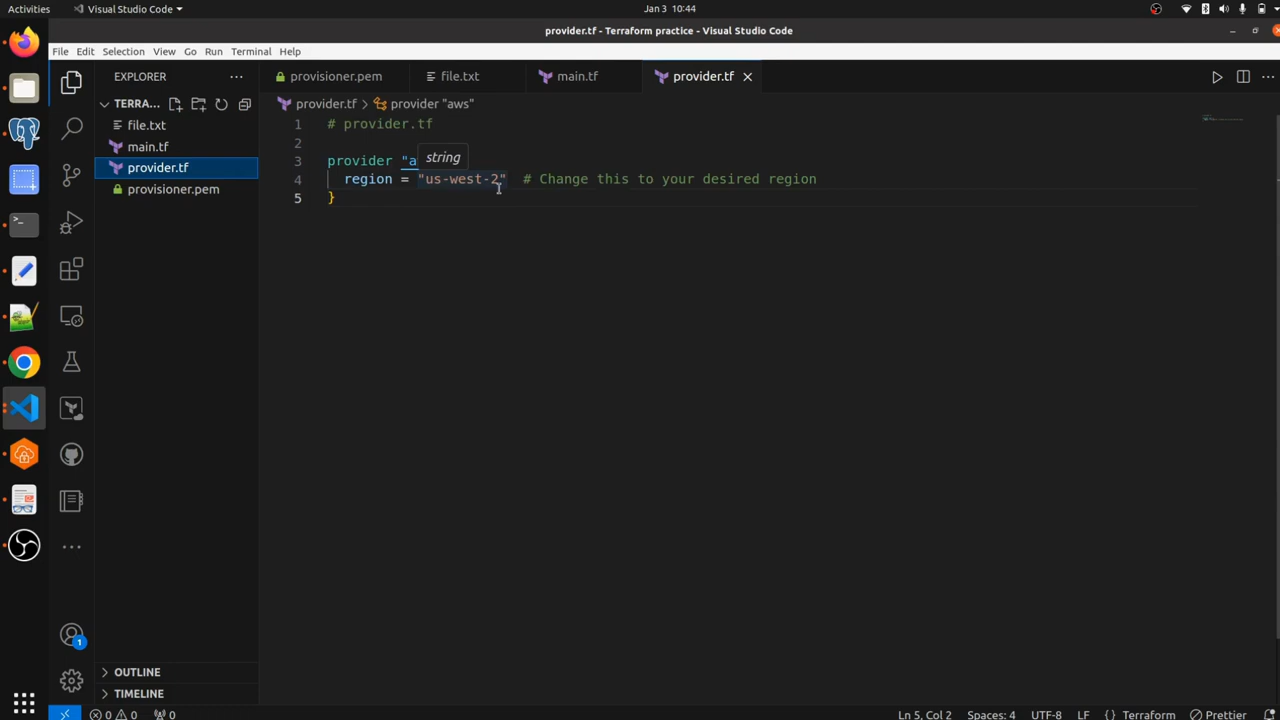 Activities
Visual Studio Code
Jan 3 10:44
provider.tf - Terraform practice - Visual Studio Code
File Edit Selection View Go Run Terminal Help
EXPLORER
provisioner.pem
file.txt
main.tf
provider.tf
TERRA...
file.txt
main.tf
provider.tf
provisioner.pem
provider.tf > provider "aws"
1 # provider.tf
2
string
3 provider "a
4 region = "us-west-2" # Change this to your desired region
5 }
1
OUTLINE
TIMELINE
0 0 0
Ln 5, Col 2 Spaces: 4 UTF-8 LF {} Terraform Prettier